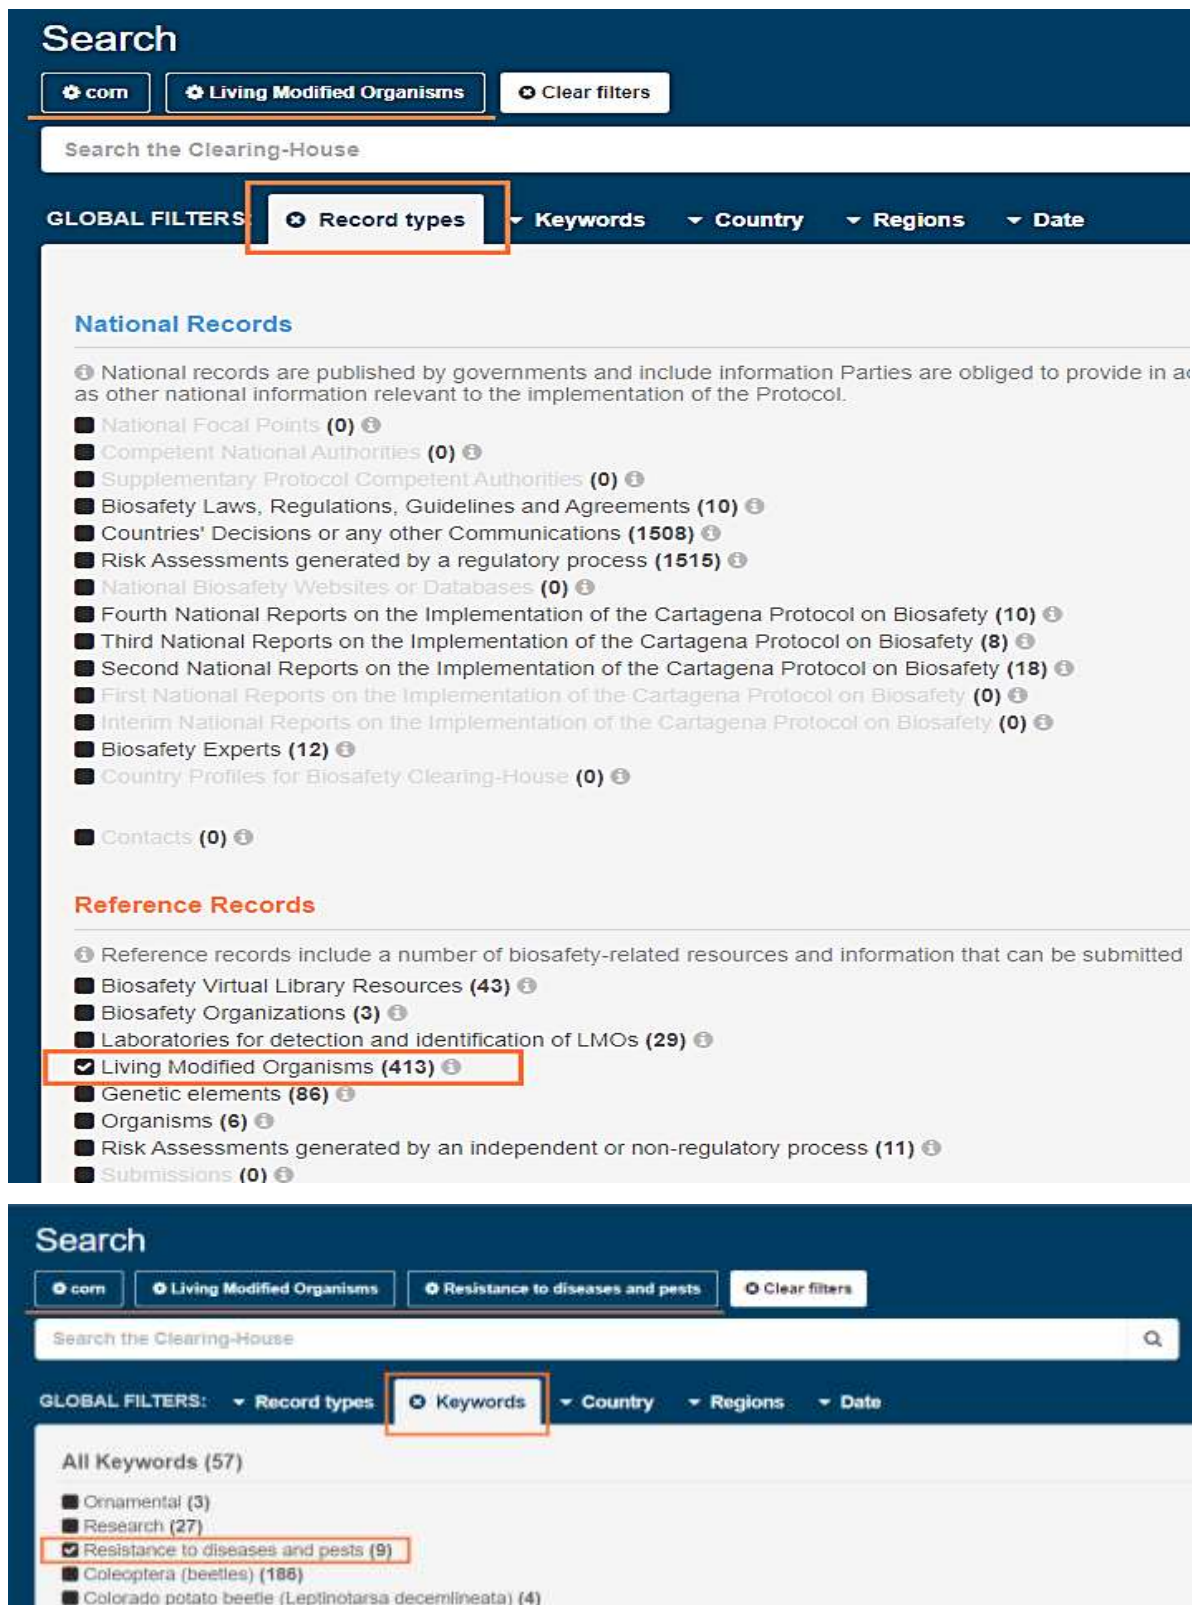 Search
corn Living Modified Organisms Clear filters
Search the Clearing-House
GLOBAL FILTERS: Record types Keywords Country Regions Date
National Records
National records are published by governments and include information Parties are obliged to provide in ac
as other national information relevant to the implementation of the Protocol.
National Focal Points (0)
Competent National Authorities (0)
Supplementary Protocol Competent Authorities (0)
Biosafety Laws, Regulations, Guidelines and Agreements (10)
Countries' Decisions or any other Communications (1508)
Risk Assessments generated by a regulatory process (1515)
National Biosafety Websites or Databases (0)
Fourth National Reports on the Implementation of the Cartagena Protocol on Biosafety (10)
Third National Reports on the Implementation of the Cartagena Protocol on Biosafety (8)
Second National Reports on the Implementation of the Cartagena Protocol on Biosafety (18)
First National Reports on the Implementation of the Cartagena Protocol on Biosafety (0)
Interim National Reports on the Implementation of the Cartagena Protocol on Biosafety (0)
Biosafety Experts (12)
Country Profiles for Biosafety Clearing-House (0)
Contacts (0)
Reference Records
Reference records include a number of biosafety-related resources and information that can be submitted
Biosafety Virtual Library Resources (43)
Biosafety Organizations (3)
Laboratories for detection and identification of LMOs (29)
Living Modified Organisms (413)
Genetic elements (86)
Organisms (6)
Risk Assessments generated by an independent or non-regulatory process (11)
Submissions (0)
Search
corn Living Modified Organisms Resistance to diseases and pests Clear filters
Search the Clearing-House
GLOBAL FILTERS: Record types Keywords Country Regions Date
All Keywords (57)
Ornamental (3)
Research (27)
Resistance to diseases and pests (9)
Coleoptera (beetles) (186)
Colorado potato beetle (Leptinotarsa decemlineata) (4)